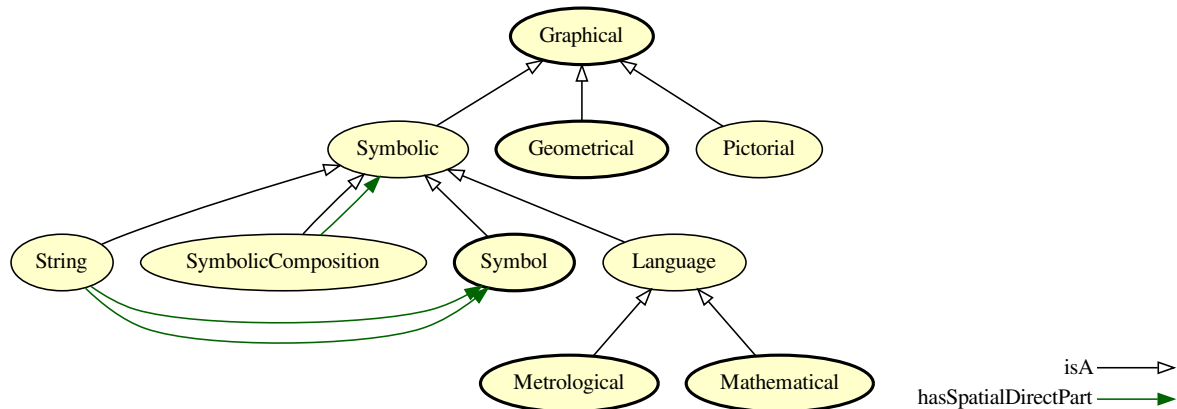 Graphical
Symbolic
Geometrical
Pictorial
String
SymbolicComposition
Symbol
Language
Metrological
Mathematical
isA
hasSpatialDirectPart